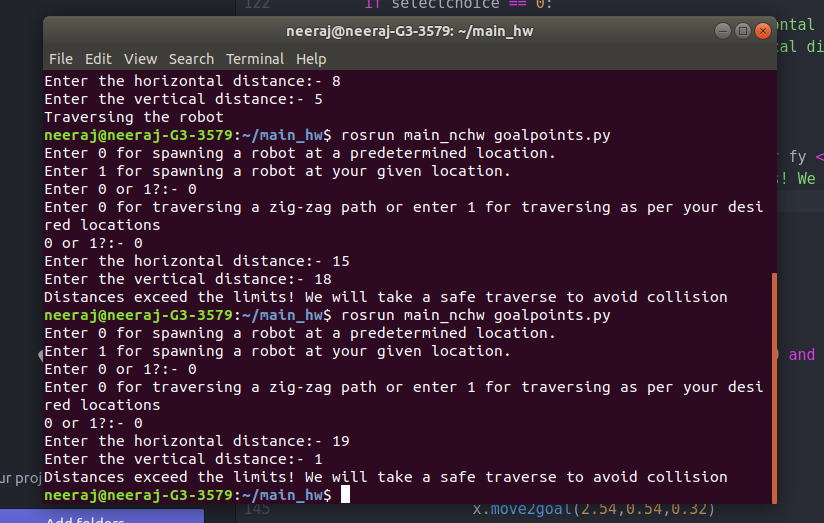 122 if selectchoice == 0:
neeraj@neeraj-G3-3579: ~/main_hw
File Edit View Search Terminal Help
Enter the horizontal distance:- 8
Enter the vertical distance:- 5
Traversing the robot
neeraj@neeraj-G3-3579:~/main_hw$ rosrun main_nchw goalpoints.py
Enter 0 for spawning a robot at a predetermined location.
Enter 1 for spawning a robot at your given location.
Enter 0 or 1?:- 0
Enter 0 for traversing a zig-zag path or enter 1 for traversing as per your desi
red locations
0 or 1?:- 0
Enter the horizontal distance:- 15
Enter the vertical distance:- 18
Distances exceed the limits! We will take a safe traverse to avoid collision
neeraj@neeraj-G3-3579:~/main_hw$ rosrun main_nchw goalpoints.py
Enter 0 for spawning a robot at a predetermined location.
Enter 1 for spawning a robot at your given location.
Enter 0 or 1?:- 0
Enter 0 for traversing a zig-zag path or enter 1 for traversing as per your desi
red locations
0 or 1?:- 0
Enter the horizontal distance:- 19
Enter the vertical distance:- 1
Distances exceed the limits! We will take a safe traverse to avoid collision
neeraj@neeraj-G3-3579:~/main_hw$
ontal
al di
fy <
! We
and
ur proj
Add folders
145 x.move2goal(2.54,0.54,0.32)